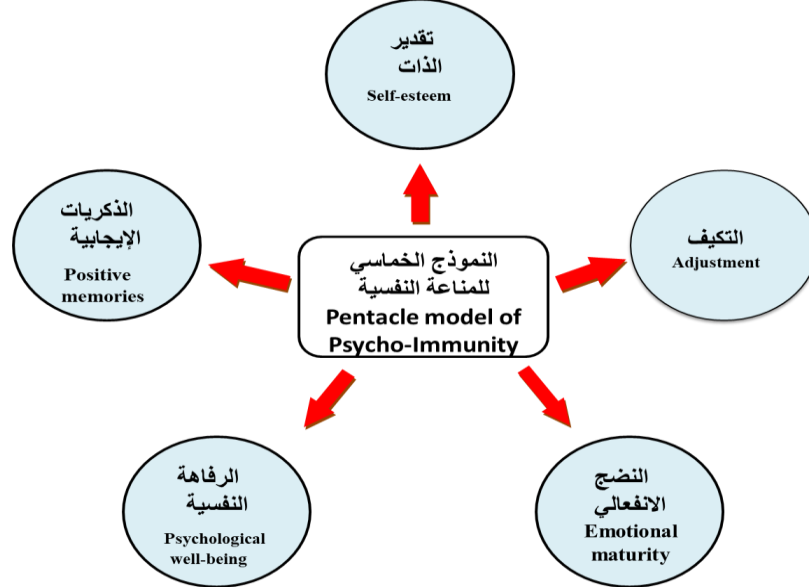 تقدير
الذات
Self-esteem
الذكريات
الإيجابية
Positive
memories
التكيف
Adjustment
النموذج الخماسي
للمناعة النفسية
Pentacle model of
Psycho-Immunity
الرفاهة
النفسية
Psychological
well-being
النضج
الانفعالي
Emotional
maturity